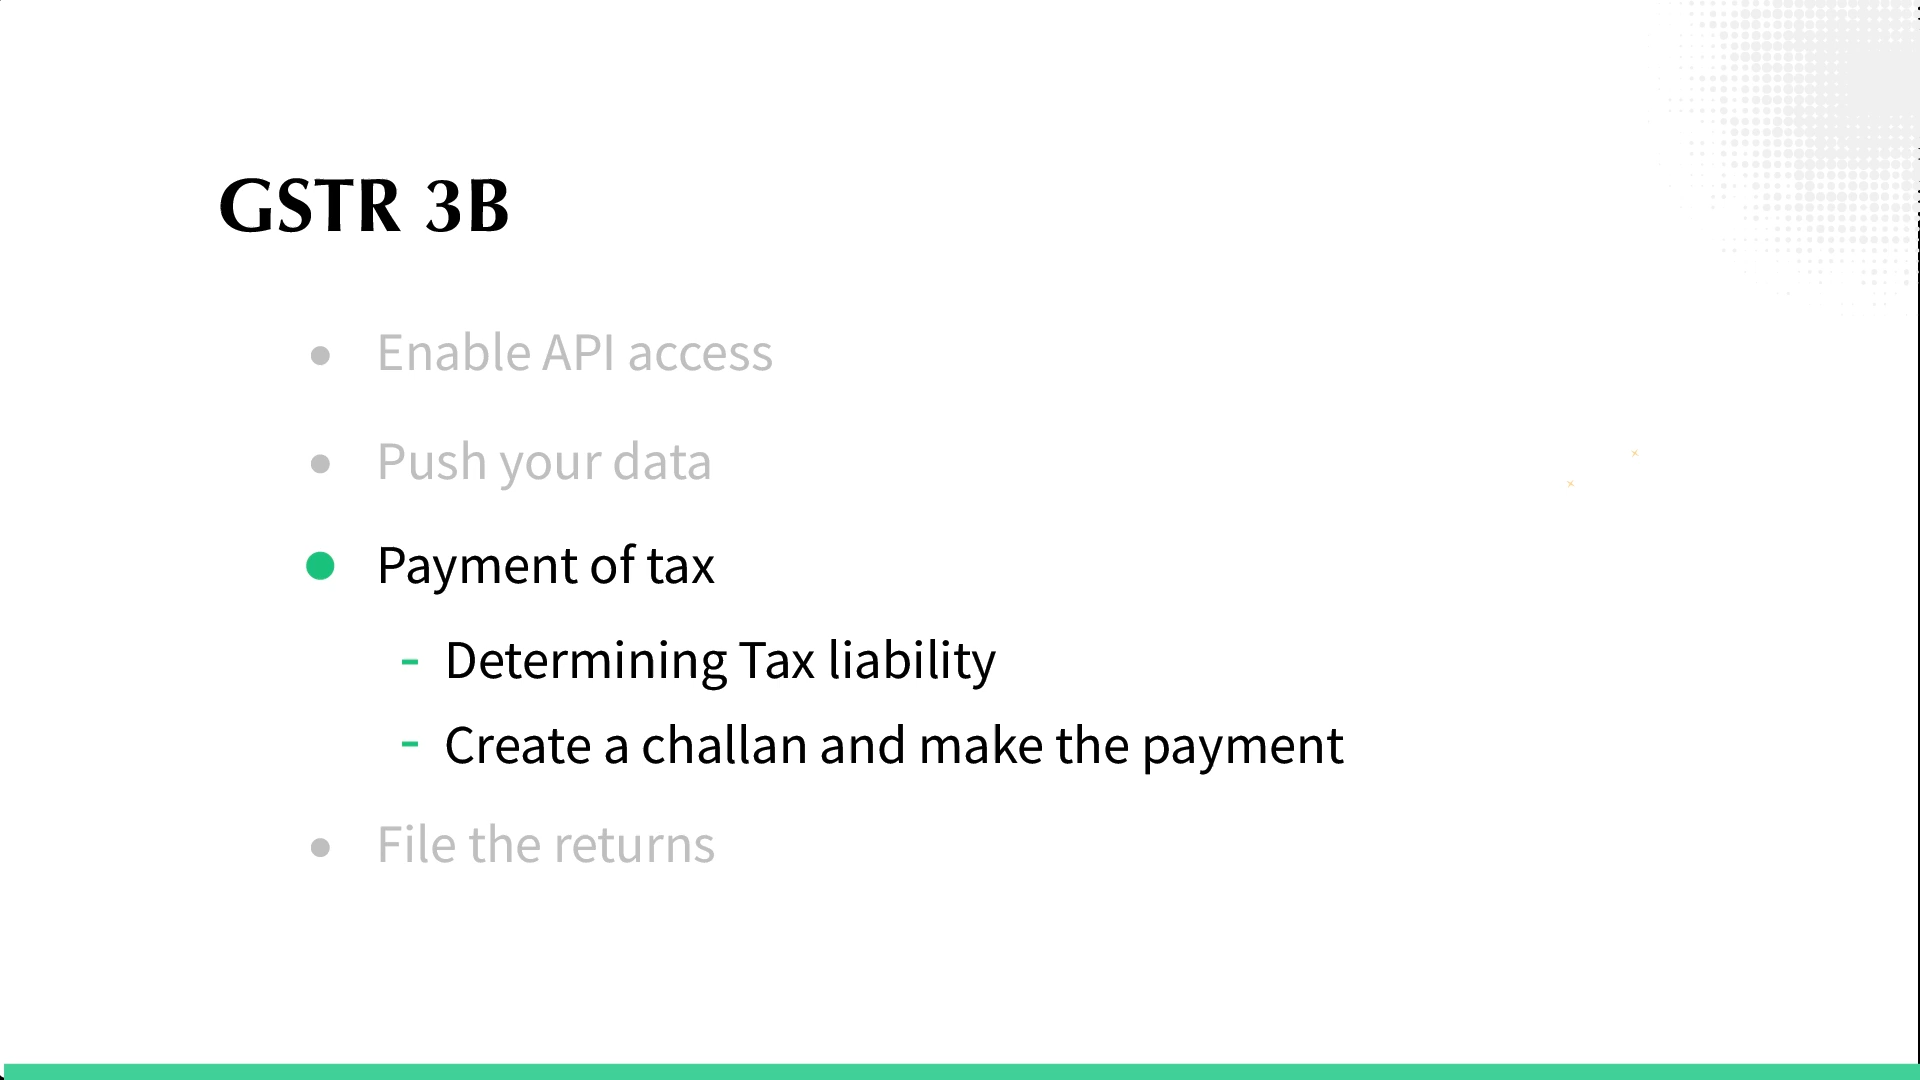 GSTR 3B
• Enable API access
• Push your data
• Payment of tax
- Determining Tax liability
- Create a challan and make the payment
• File the returns